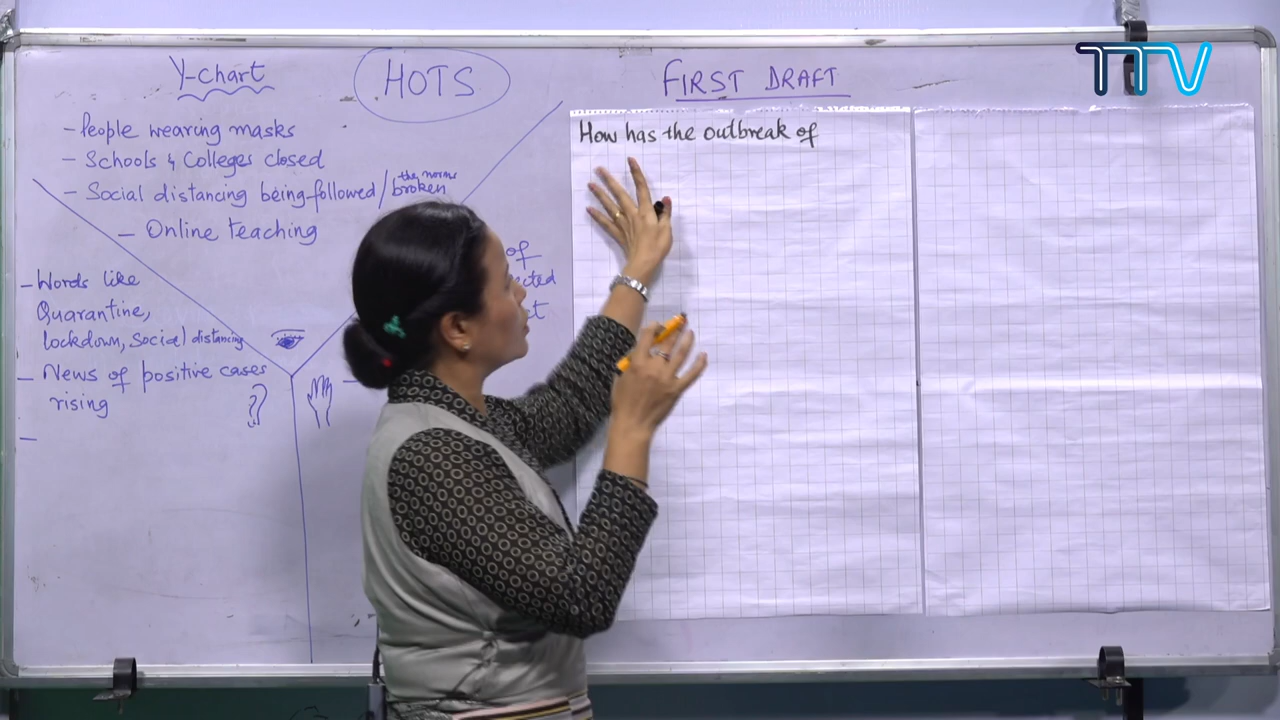 Y-chart
HOTS
FIRST DRAFT
TTV
- People wearing masks
- Schools & Colleges closed
- Social distancing being followed/broken
the norms
- Online teaching
- Words like
Quarantine,
lockdown, Social distancing
- News of positive cases
rising
-
of
How has the outbreak of